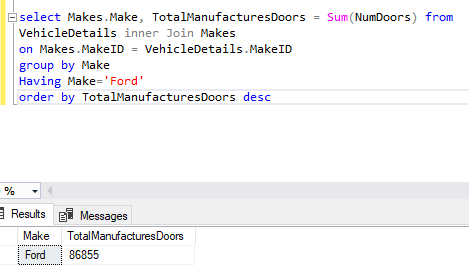 select Makes.Make, TotalManufacturesDoors = Sum(NumDoors) from
VehicleDetails inner Join Makes
on Makes.MakeID = VehicleDetails.MakeID
group by Make
Having Make='Ford'
order by TotalManufacturesDoors desc
%
Results Messages
Make TotalManufacturesDoors
Ford 86855